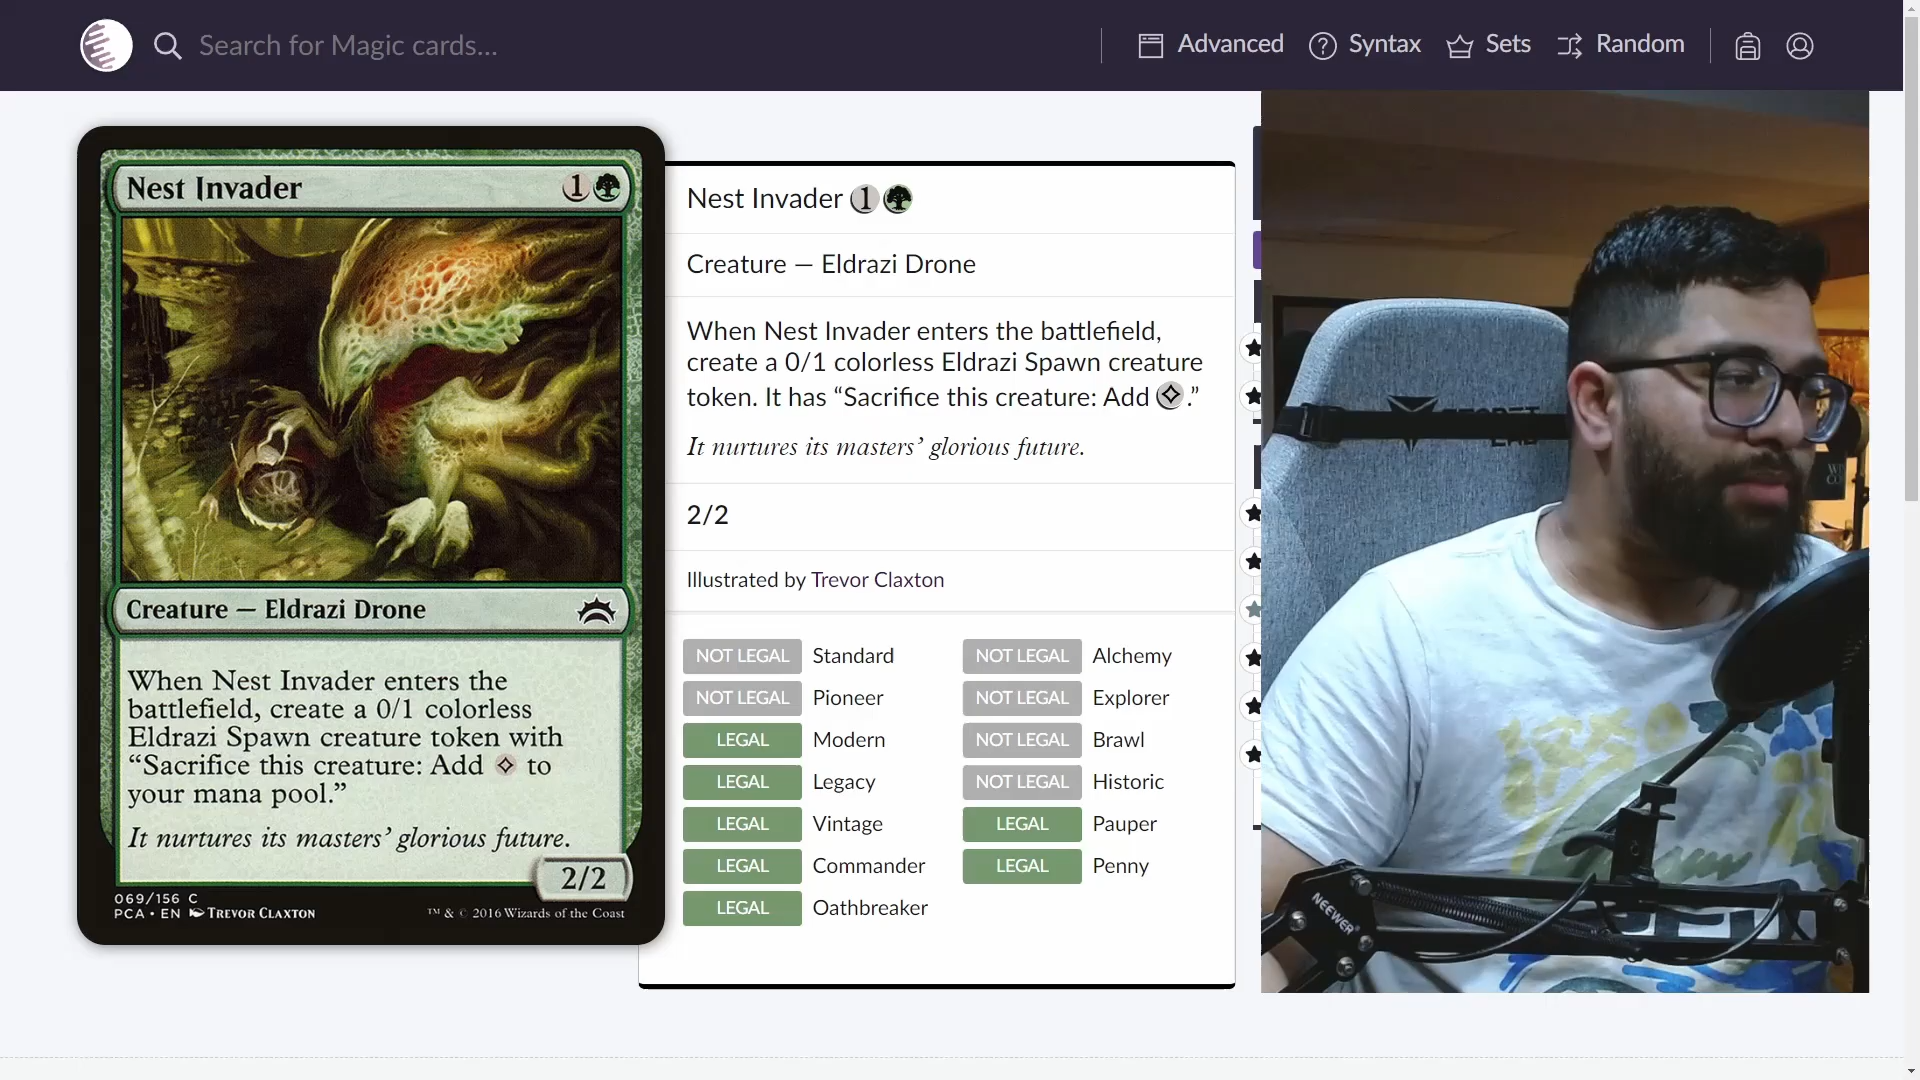 Search for Magic cards...
Advanced
Syntax
Sets
Random
Nest Invader 1
When Nest Invader enters the
battlefield, create a 0/1 colorless
Eldrazi Spawn creature token with
“Sacrifice this creature: Add to
your mana pool.”
It nurtures its masters’ glorious future.
Creature — Eldrazi Drone
2/2
069/156 C
PCA • EN TREVOR CLAXTON
™ & © 2016 Wizards of the Coast
Nest Invader 1
Creature — Eldrazi Drone
When Nest Invader enters the battlefield,
create a 0/1 colorless Eldrazi Spawn creature
token. It has “Sacrifice this creature: Add .”
It nurtures its masters’ glorious future.
2/2
Illustrated by Trevor Claxton
NOT LEGAL Standard
NOT LEGAL Alchemy
NOT LEGAL Pioneer
NOT LEGAL Explorer
LEGAL Modern
NOT LEGAL Brawl
LEGAL Legacy
NOT LEGAL Historic
LEGAL Vintage
LEGAL Pauper
LEGAL Commander
LEGAL Penny
LEGAL Oathbreaker
NEEWER